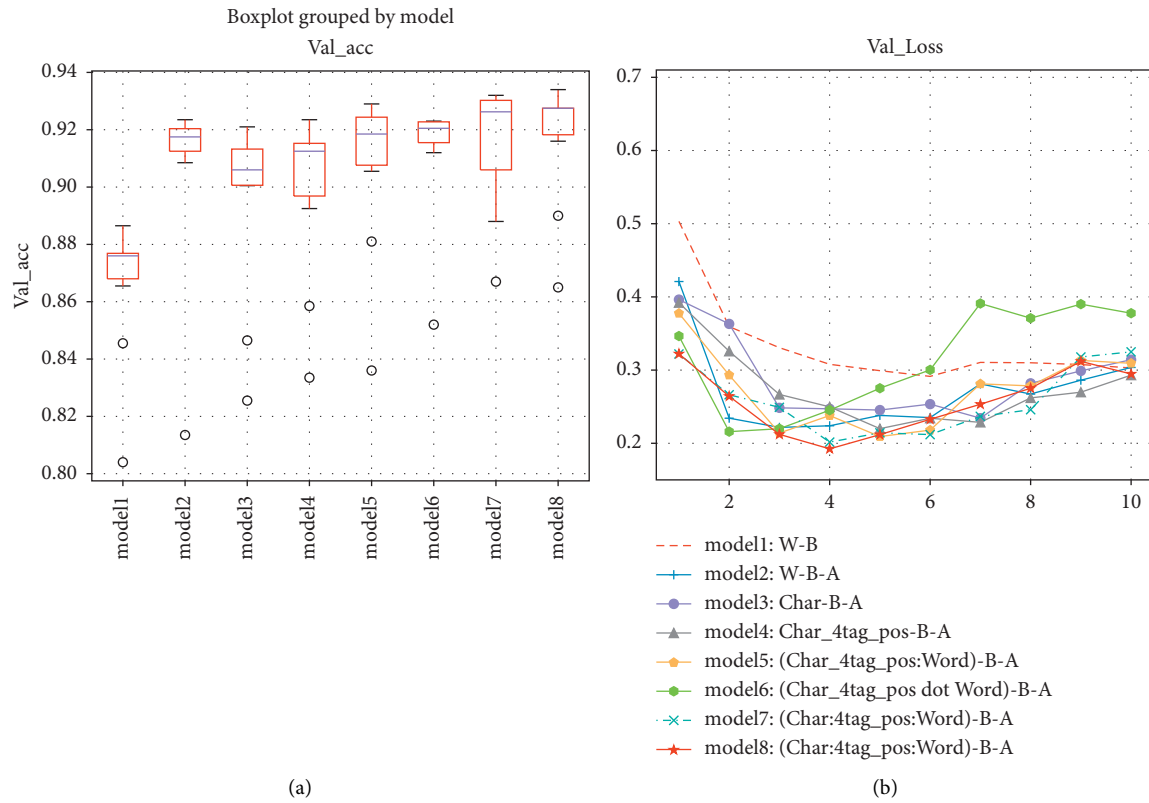 Boxplot grouped by model
Val_acc
Val_acc
0.94
0.92
0.90
0.88
0.86
0.84
0.82
0.80
model1
model2
model3
model4
model5
model6
model7
model8
(a)
Val_Loss
0.7
0.6
0.5
0.4
0.3
0.2
2 4 6 8 10
model1: W-B
model2: W-B-A
model3: Char-B-A
model4: Char_4tag_pos-B-A
model5: (Char_4tag_pos:Word)-B-A
model6: (Char_4tag_pos dot Word)-B-A
model7: (Char:4tag_pos:Word)-B-A
model8: (Char:4tag_pos:Word)-B-A
(b)